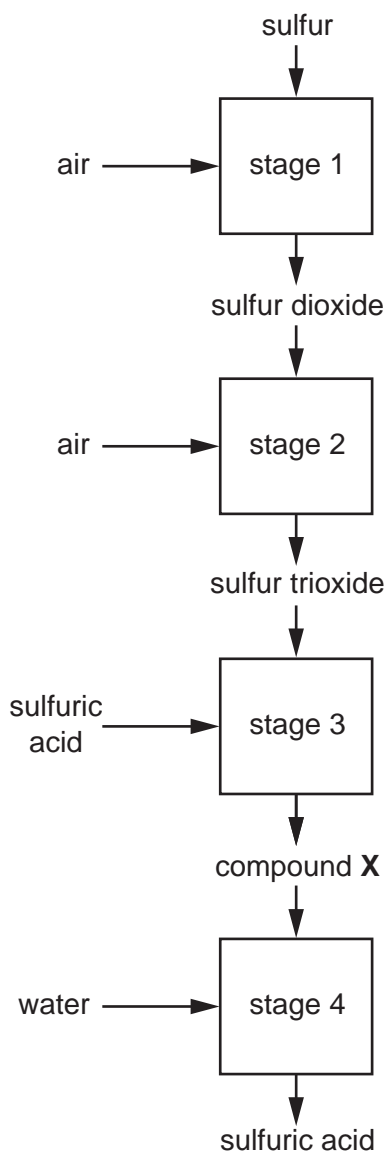 sulfur
air
stage 1
sulfur dioxide
air
stage 2
sulfur trioxide
sulfuric
acid
stage 3
compound X
water
stage 4
sulfuric acid